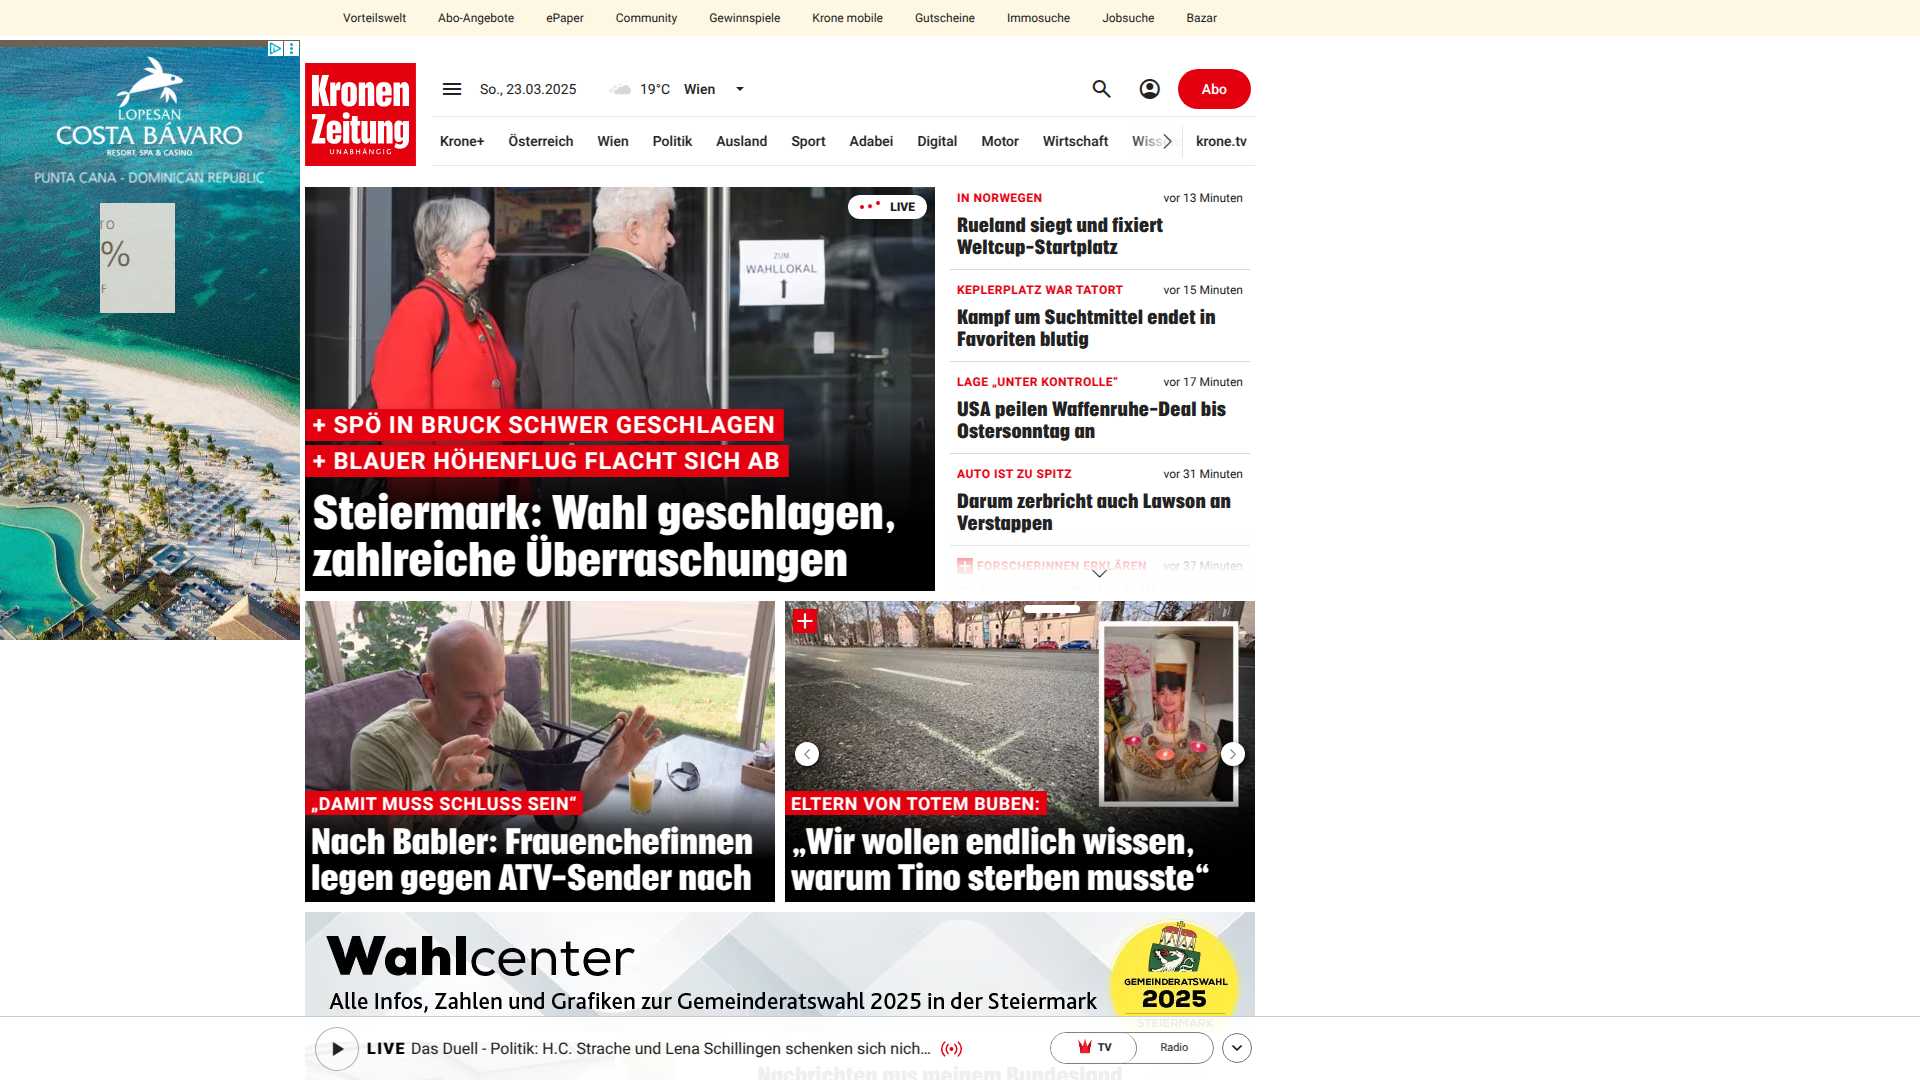 Vorteilswelt Abo-Angebote ePaper Community Gewinnspiele Krone mobile Gutscheine Immosuche Jobsuche Bazar
LOPESAN
COSTA BÁVARO
RESORT, SPA & CASINO
PUNTA CANA - DOMINICAN REPUBLIC
TO
%
F
Kronen
Zeitung
UNABHÄNGIG
So., 23.03.2025 19°C Wien Abo
Krone+ Österreich Wien Politik Ausland Sport Adabei Digital Motor Wirtschaft Wiss krone.tv
LIVE
ZUM
WAHLLOKAL
+ SPÖ IN BRUCK SCHWER GESCHLAGEN
+ BLAUER HÖHENFLUG FLACHT SICH AB
Steiermark: Wahl geschlagen,
zahlreiche Überraschungen
IN NORWEGEN vor 13 Minuten
Rueland siegt und fixiert
Weltcup-Startplatz
KEPLERPLATZ WAR TATORT vor 15 Minuten
Kampf um Suchtmittel endet in
Favoriten blutig
LAGE „UNTER KONTROLLE“ vor 17 Minuten
USA peilen Waffenruhe-Deal bis
Ostersonntag an
AUTO IST ZU SPITZ vor 31 Minuten
Darum zerbricht auch Lawson an
Verstappen
+ FORSCHERINNEN ERKLÄREN vor 37 Minuten
„DAMIT MUSS SCHLUSS SEIN“
Nach Babler: Frauenchefinnen
legen gegen ATV-Sender nach
+
ELTERN VON TOTEM BUBEN:
„Wir wollen endlich wissen,
warum Tino sterben musste“
Wahlcenter
Alle Infos, Zahlen und Grafiken zur Gemeinderatswahl 2025 in der Steiermark
GEMEINDERATSWAHL
2025
STEIERMARK
LIVE Das Duell - Politik: H.C. Strache und Lena Schillingen schenken sich nich... TV Radio
Nachrichten aus meinem Bundesland